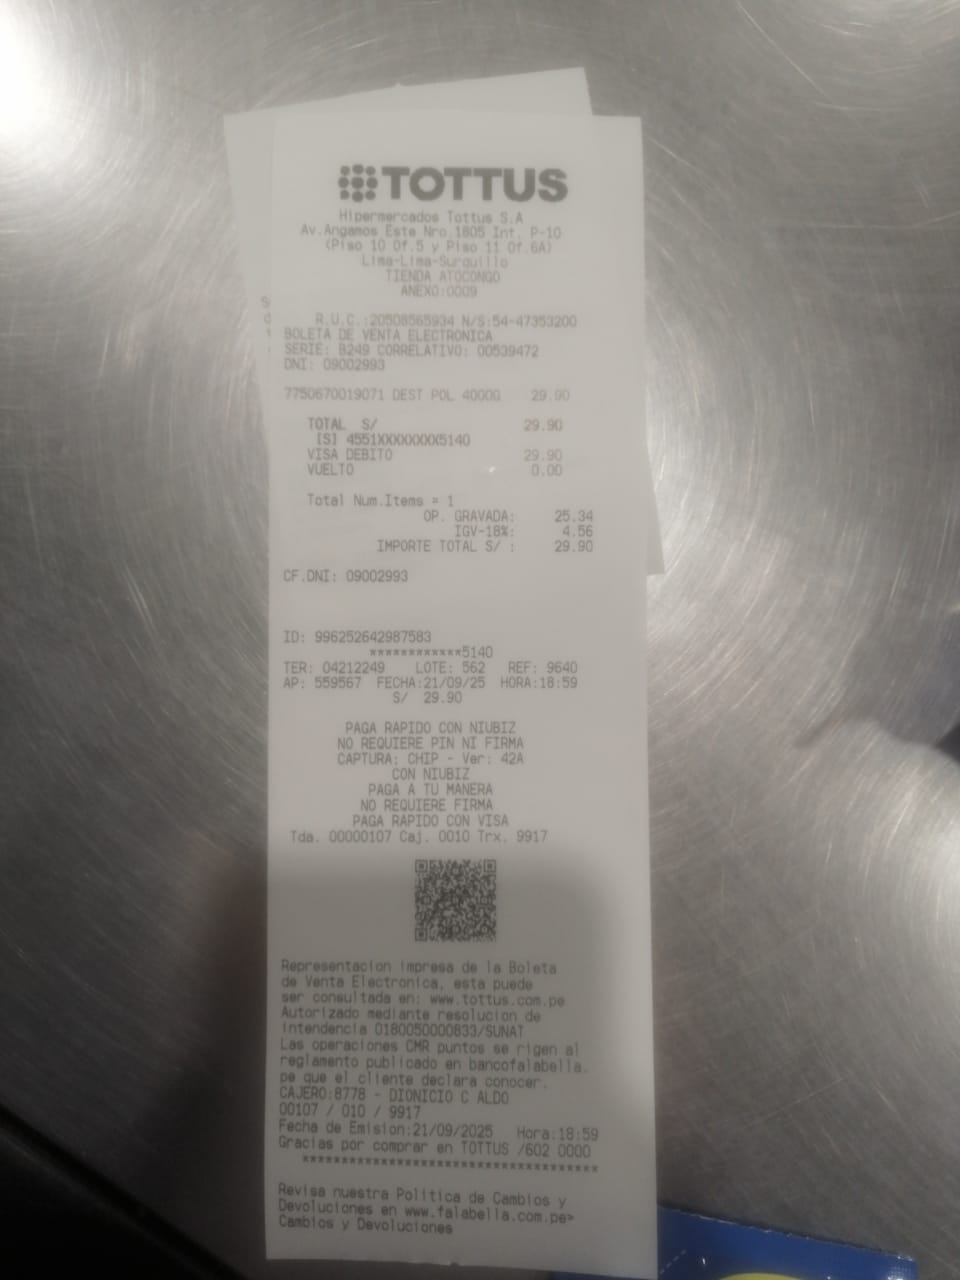 TOTTUS
Hipermercados Tottus S.A
Av.Angamos Este Nro.1805 Int. P-10
(Piso 10 Of.5 y Piso 11 Of.6A)
Lima-Lima-Surquillo
TIENDA ATOCONGO
ANEXO:0009
R.U.C.:20508565934 N/S:54-47353200
BOLETA DE VENTA ELECTRONICA
SERIE: B249 CORRELATIVO: 00539472
DNI: 09002993
7750670019071 DEST POL 4000G 29.90
TOTAL S/ 29.90
[S] 4551XXXXXXXX5140
VISA DEBITO 29.90
VUELTO 0.00
Total Num.Items = 1
OP. GRAVADA: 25.34
IGV-18%: 4.56
IMPORTE TOTAL S/ : 29.90
CF.DNI: 09002993
ID: 996252642987583
************5140
TER: 04212249 LOTE: 562 REF: 9640
AP: 559567 FECHA:21/09/25 HORA:18:59
S/ 29.90
PAGA RAPIDO CON NIUBIZ
NO REQUIERE PIN NI FIRMA
CAPTURA: CHIP - Ver: 42A
CON NIUBIZ
PAGA A TU MANERA
NO REQUIERE FIRMA
PAGA RAPIDO CON VISA
Tda. 00000107 Caj. 0010 Trx. 9917
Representacion impresa de la Boleta
de Venta Electronica, esta puede
ser consultada en: www.tottus.com.pe
Autorizado mediante resolucion de
intendencia 0180050000833/SUNAT
Las operaciones CMR puntos se rigen al
reglamento publicado en bancofalabella.
pe que el cliente declara conocer.
CAJERO:8778 - DIONICIO C ALDO
00107 / 010 / 9917
Fecha de Emision:21/09/2025 Hora:18:59
Gracias por comprar en TOTTUS /602 0000
**************************************
Revisa nuestra Politica de Cambios y
Devoluciones en www.falabella.com.pe>
Cambios y Devoluciones